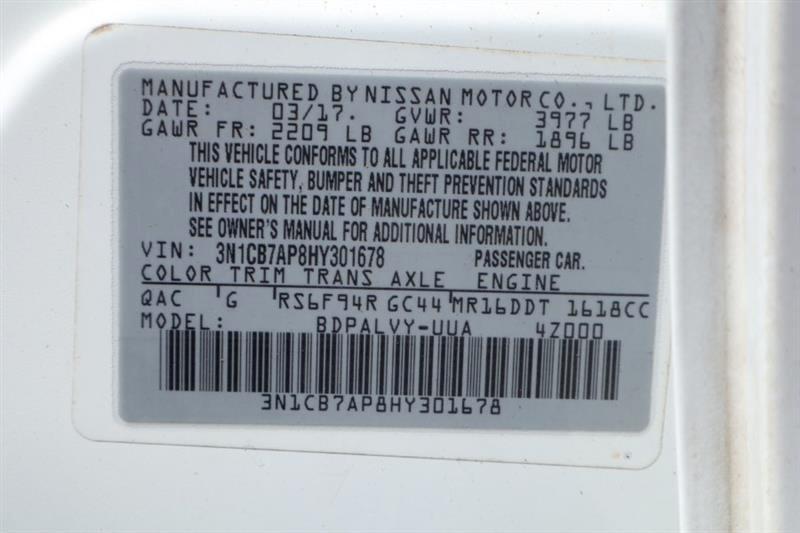 MANUFACTURED BY NISSAN MOTOR CO., LTD.
DATE: 03/17. GVWR: 3977 LB
GAWR FR: 2209 LB GAWR RR: 1896 LB
THIS VEHICLE CONFORMS TO ALL APPLICABLE FEDERAL MOTOR
VEHICLE SAFETY, BUMPER AND THEFT PREVENTION STANDARDS
IN EFFECT ON THE DATE OF MANUFACTURE SHOWN ABOVE.
SEE OWNER'S MANUAL FOR ADDITIONAL INFORMATION.
VIN: 3N1CB7AP8HY301678 PASSENGER CAR.
COLOR TRIM TRANS AXLE ENGINE
QAC G RS6F94R GC44 MR16DDT 1618CC
MODEL: BDPALVY-UUA 4Z000
3N1CB7AP8HY301678